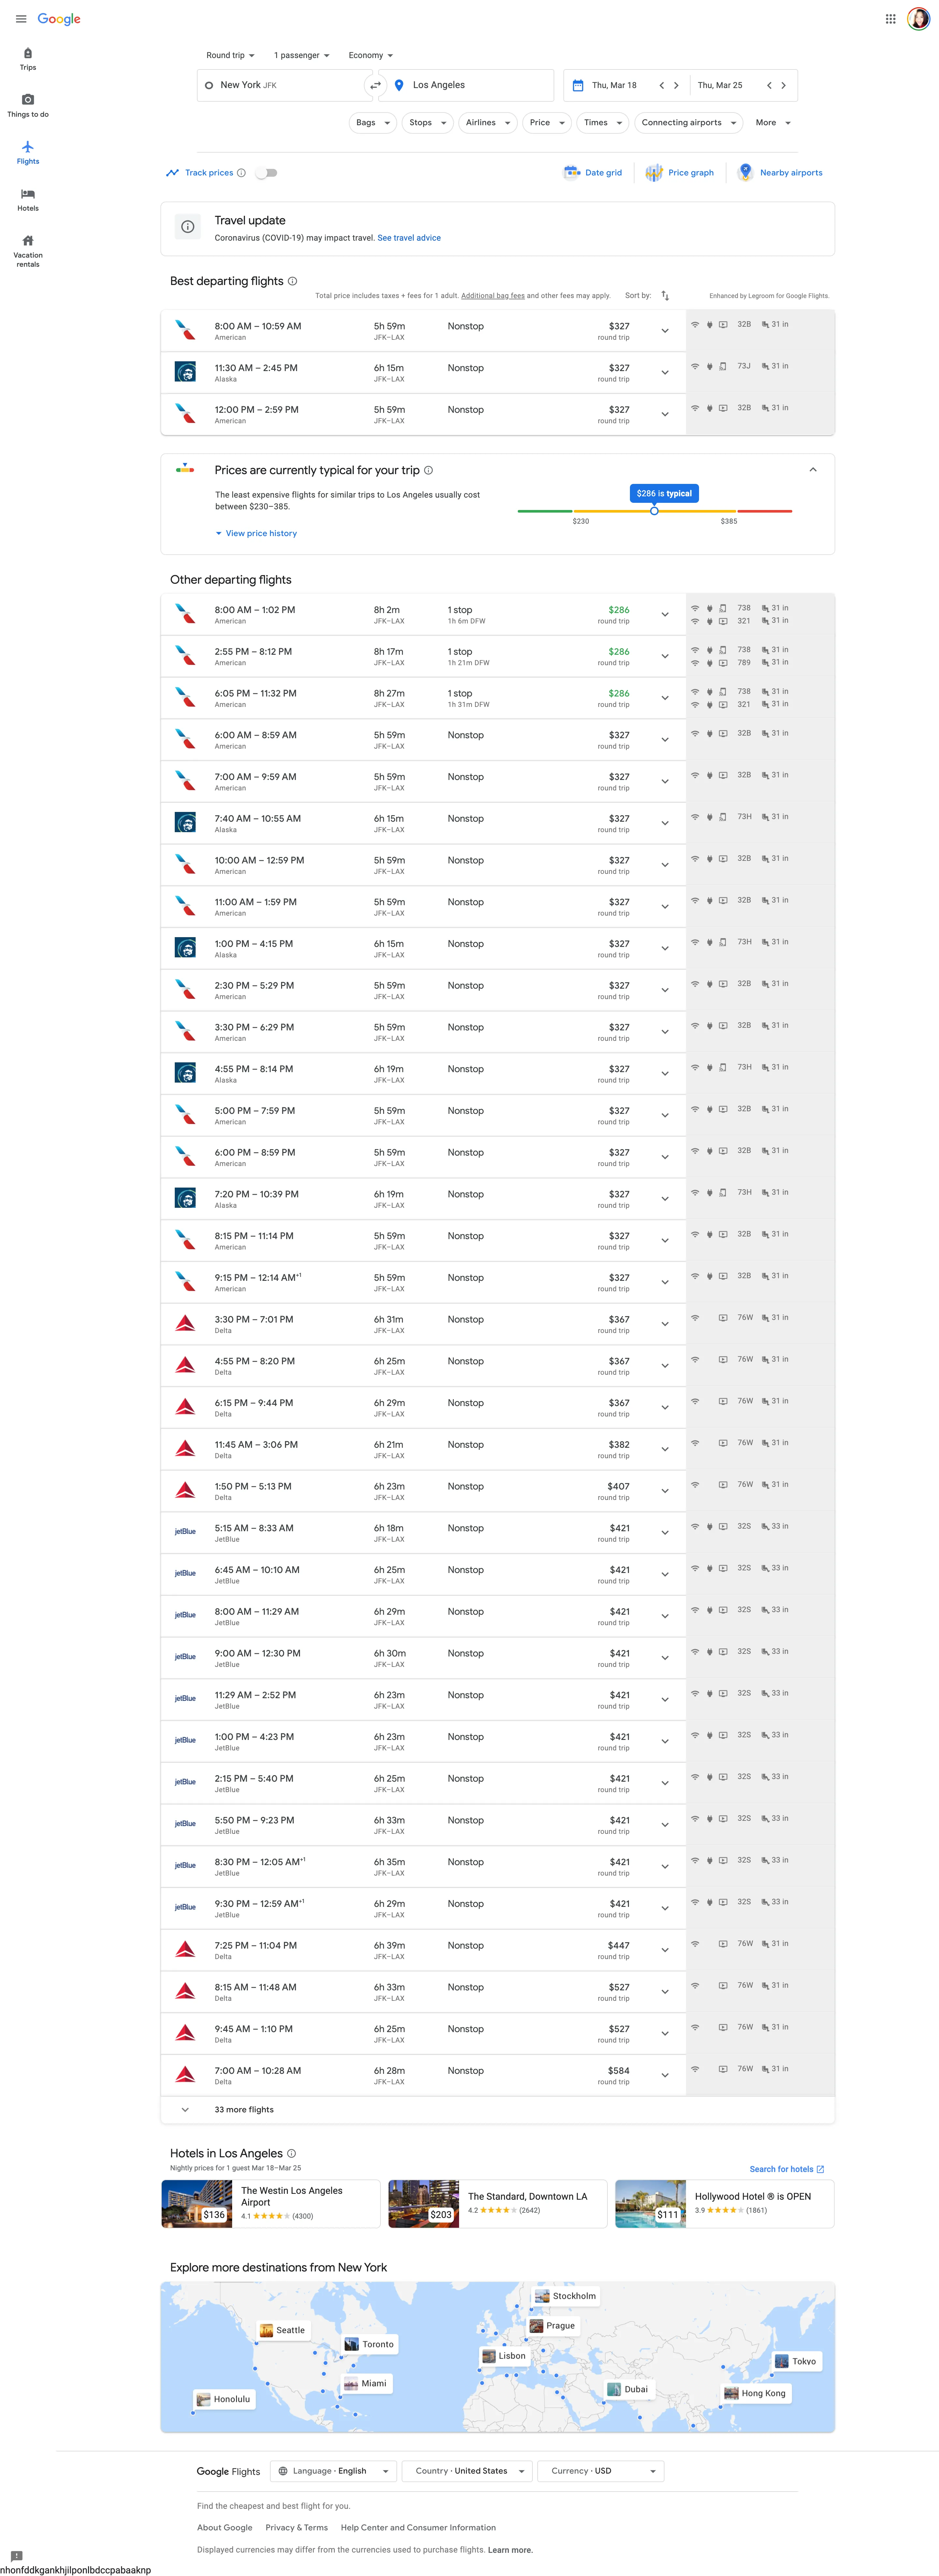 Google
Trips
Things to do
Flights
Hotels
Vacation
rentals
Round trip 1 passenger Economy
New York JFK Los Angeles Thu, Mar 18 Thu, Mar 25
Bags Stops Airlines Price Times Connecting airports More
Track prices Date grid Price graph Nearby airports
Travel update
Coronavirus (COVID-19) may impact travel. See travel advice
Best departing flights
Total price includes taxes + fees for 1 adult. Additional bag fees and other fees may apply. Sort by: Enhanced by Legroom for Google Flights.
8:00 AM – 10:59 AM 5h 59m Nonstop $327 32B 31 in
American JFK–LAX round trip
11:30 AM – 2:45 PM 6h 15m Nonstop $327 73J 31 in
Alaska JFK–LAX round trip
12:00 PM – 2:59 PM 5h 59m Nonstop $327 32B 31 in
American JFK–LAX round trip
Prices are currently typical for your trip
The least expensive flights for similar trips to Los Angeles usually cost
between $230–385.
$286 is typical
$230 $385
View price history
Other departing flights
8:00 AM – 1:02 PM 8h 2m 1 stop $286 738 31 in
American JFK–LAX 1h 6m DFW round trip 321 31 in
2:55 PM – 8:12 PM 8h 17m 1 stop $286 738 31 in
American JFK–LAX 1h 21m DFW round trip 789 31 in
6:05 PM – 11:32 PM 8h 27m 1 stop $286 738 31 in
American JFK–LAX 1h 31m DFW round trip 321 31 in
6:00 AM – 8:59 AM 5h 59m Nonstop $327 32B 31 in
American JFK–LAX round trip
7:00 AM – 9:59 AM 5h 59m Nonstop $327 32B 31 in
American JFK–LAX round trip
7:40 AM – 10:55 AM 6h 15m Nonstop $327 73H 31 in
Alaska JFK–LAX round trip
10:00 AM – 12:59 PM 5h 59m Nonstop $327 32B 31 in
American JFK–LAX round trip
11:00 AM – 1:59 PM 5h 59m Nonstop $327 32B 31 in
American JFK–LAX round trip
1:00 PM – 4:15 PM 6h 15m Nonstop $327 73H 31 in
Alaska JFK–LAX round trip
2:30 PM – 5:29 PM 5h 59m Nonstop $327 32B 31 in
American JFK–LAX round trip
3:30 PM – 6:29 PM 5h 59m Nonstop $327 32B 31 in
American JFK–LAX round trip
4:55 PM – 8:14 PM 6h 19m Nonstop $327 73H 31 in
Alaska JFK–LAX round trip
5:00 PM – 7:59 PM 5h 59m Nonstop $327 32B 31 in
American JFK–LAX round trip
6:00 PM – 8:59 PM 5h 59m Nonstop $327 32B 31 in
American JFK–LAX round trip
7:20 PM – 10:39 PM 6h 19m Nonstop $327 73H 31 in
Alaska JFK–LAX round trip
8:15 PM – 11:14 PM 5h 59m Nonstop $327 32B 31 in
American JFK–LAX round trip
9:15 PM – 12:14 AM+1 5h 59m Nonstop $327 32B 31 in
American JFK–LAX round trip
3:30 PM – 7:01 PM 6h 31m Nonstop $367 76W 31 in
Delta JFK–LAX round trip
4:55 PM – 8:20 PM 6h 25m Nonstop $367 76W 31 in
Delta JFK–LAX round trip
6:15 PM – 9:44 PM 6h 29m Nonstop $367 76W 31 in
Delta JFK–LAX round trip
11:45 AM – 3:06 PM 6h 21m Nonstop $382 76W 31 in
Delta JFK–LAX round trip
1:50 PM – 5:13 PM 6h 23m Nonstop $407 76W 31 in
Delta JFK–LAX round trip
jetBlue 5:15 AM – 8:33 AM 6h 18m Nonstop $421 32S 33 in
JetBlue JFK–LAX round trip
jetBlue 6:45 AM – 10:10 AM 6h 25m Nonstop $421 32S 33 in
JetBlue JFK–LAX round trip
jetBlue 8:00 AM – 11:29 AM 6h 29m Nonstop $421 32S 33 in
JetBlue JFK–LAX round trip
jetBlue 9:00 AM – 12:30 PM 6h 30m Nonstop $421 32S 33 in
JetBlue JFK–LAX round trip
jetBlue 11:29 AM – 2:52 PM 6h 23m Nonstop $421 32S 33 in
JetBlue JFK–LAX round trip
jetBlue 1:00 PM – 4:23 PM 6h 23m Nonstop $421 32S 33 in
JetBlue JFK–LAX round trip
jetBlue 2:15 PM – 5:40 PM 6h 25m Nonstop $421 32S 33 in
JetBlue JFK–LAX round trip
jetBlue 5:50 PM – 9:23 PM 6h 33m Nonstop $421 32S 33 in
JetBlue JFK–LAX round trip
jetBlue 8:30 PM – 12:05 AM+1 6h 35m Nonstop $421 32S 33 in
JetBlue JFK–LAX round trip
jetBlue 9:30 PM – 12:59 AM+1 6h 29m Nonstop $421 32S 33 in
JetBlue JFK–LAX round trip
7:25 PM – 11:04 PM 6h 39m Nonstop $447 76W 31 in
Delta JFK–LAX round trip
8:15 AM – 11:48 AM 6h 33m Nonstop $527 76W 31 in
Delta JFK–LAX round trip
9:45 AM – 1:10 PM 6h 25m Nonstop $527 76W 31 in
Delta JFK–LAX round trip
7:00 AM – 10:28 AM 6h 28m Nonstop $584 76W 31 in
Delta JFK–LAX round trip
33 more flights
Hotels in Los Angeles
Nightly prices for 1 guest Mar 18–Mar 25 Search for hotels
The Westin Los Angeles
Airport
$136 4.1 (4300)
The Standard, Downtown LA
$203 4.2 (2642)
Hollywood Hotel ® is OPEN
$111 3.9 (1861)
Explore more destinations from New York
Stockholm
Seattle
Prague
Toronto
Lisbon
Tokyo
Miami
Dubai
Hong Kong
Honolulu
Google Flights Language · English Country · United States Currency · USD
Find the cheapest and best flight for you.
About Google Privacy & Terms Help Center and Consumer Information
Displayed currencies may differ from the currencies used to purchase flights. Learn more.
nhonfddkgankhjilponlbdccpabaaknp